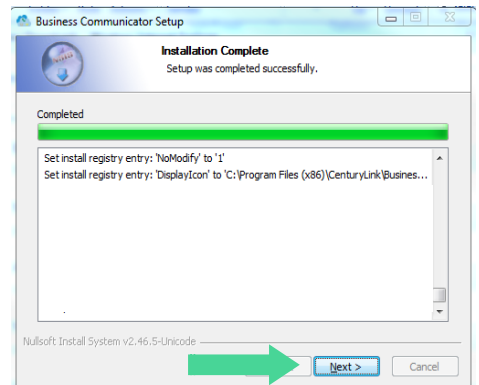 Business Communicator Setup
Installation Complete
Setup was completed successfully.
Completed
Set install registry entry: 'NoModify' to '1'
Set install registry entry: 'DisplayIcon' to 'C:\Program Files (x86)\CenturyLink\Busines...
Nullsoft Install System v2.46.5-Unicode
Next >
Cancel